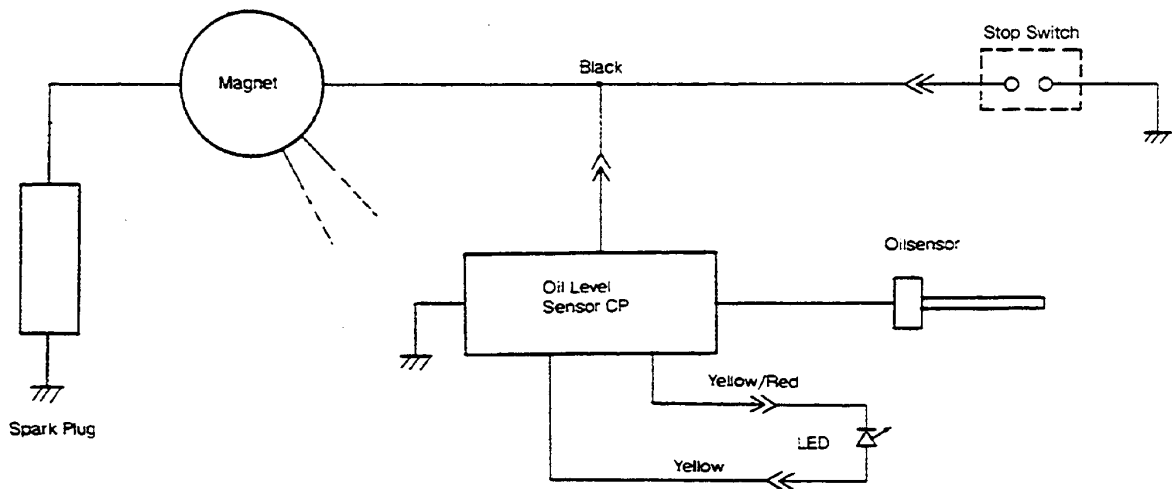 Stop Switch
Black
Magnet
Oilsensor
Oil Level
Sensor CP
Yellow/Red
LED
Yellow
Spark Plug